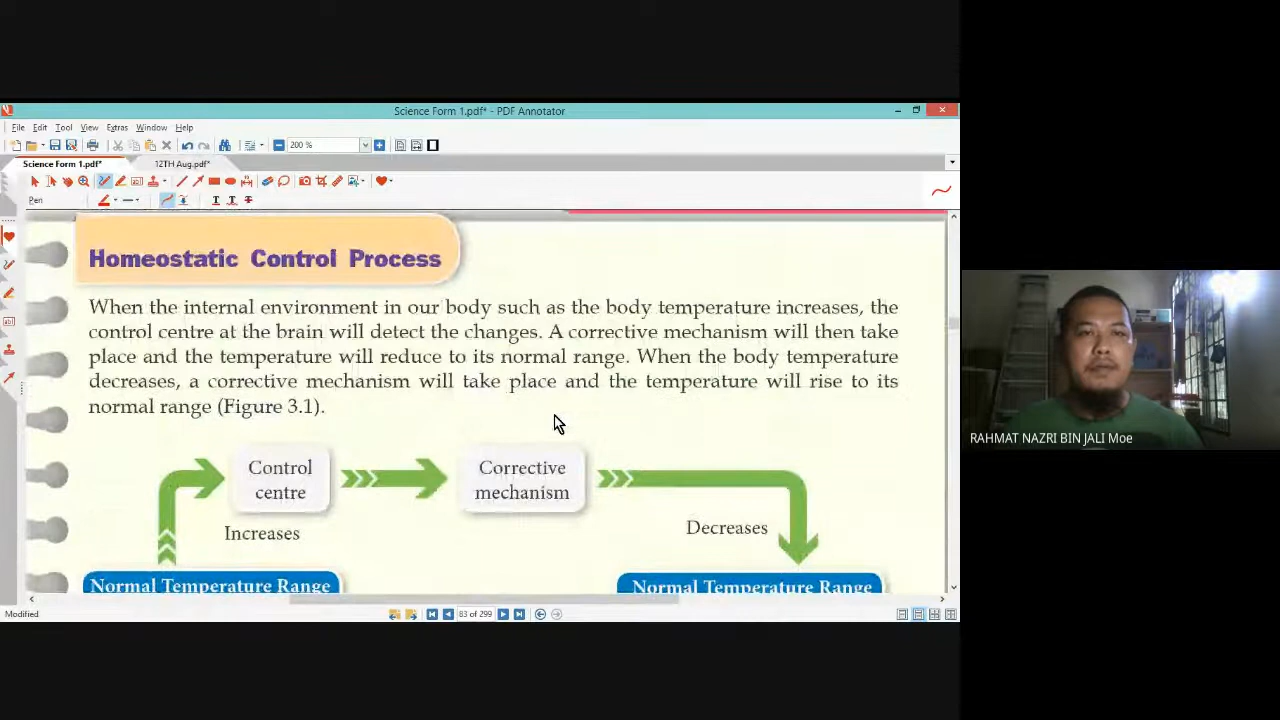 Science Form 1.pdf* - PDF Annotator
File Edit Tool View Extras Window Help
200 %
Science Form 1.pdf* 12TH Aug.pdf*
Pen
Homeostatic Control Process
When the internal environment in our body such as the body temperature increases, the
control centre at the brain will detect the changes. A corrective mechanism will then take
place and the temperature will reduce to its normal range. When the body temperature
decreases, a corrective mechanism will take place and the temperature will rise to its
normal range (Figure 3.1).
Control
centre
Corrective
mechanism
Increases
Decreases
Normal Temperature Range
Normal Temperature Range
Modified
83 of 299
RAHMAT NAZRI BIN JALI Moe